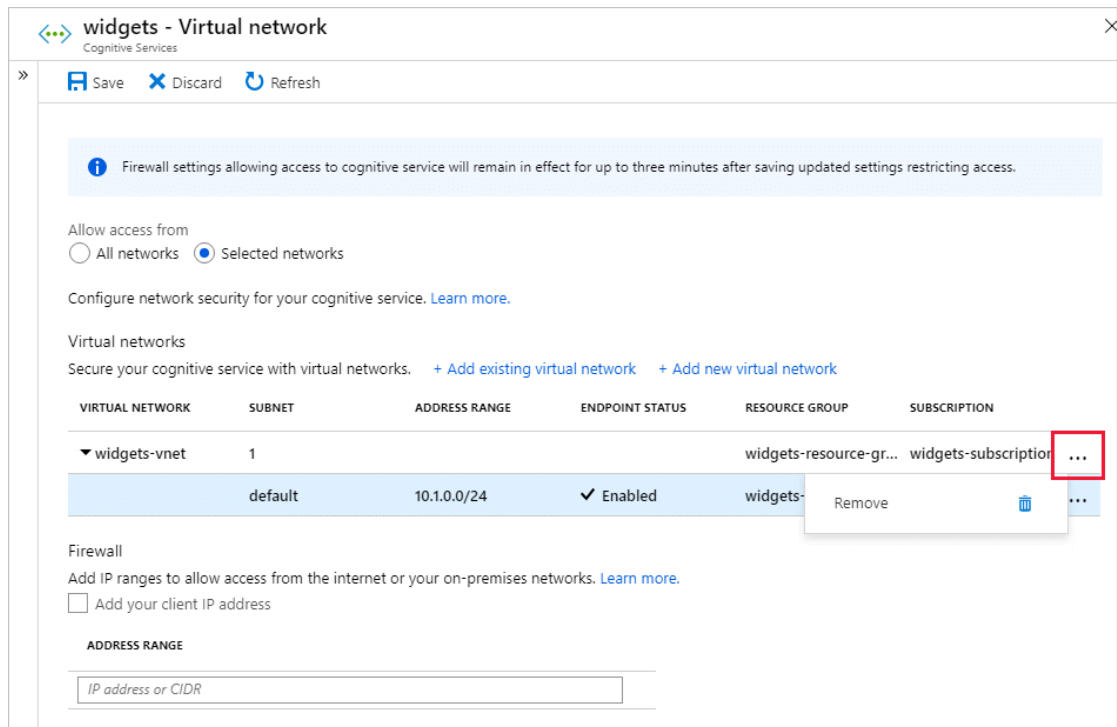 widgets - Virtual network
Cognitive Services
Save Discard Refresh
Firewall settings allowing access to cognitive service will remain in effect for up to three minutes after saving updated settings restricting access.
Allow access from
All networks Selected networks
Configure network security for your cognitive service. Learn more.
Virtual networks
Secure your cognitive service with virtual networks. + Add existing virtual network + Add new virtual network
VIRTUAL NETWORK SUBNET ADDRESS RANGE ENDPOINT STATUS RESOURCE GROUP SUBSCRIPTION
widgets-vnet 1 widgets-resource-gr... widgets-subscription ...
default 10.1.0.0/24 Enabled widgets- ...
Remove
Firewall
Add IP ranges to allow access from the internet or your on-premises networks. Learn more.
Add your client IP address
ADDRESS RANGE
IP address or CIDR